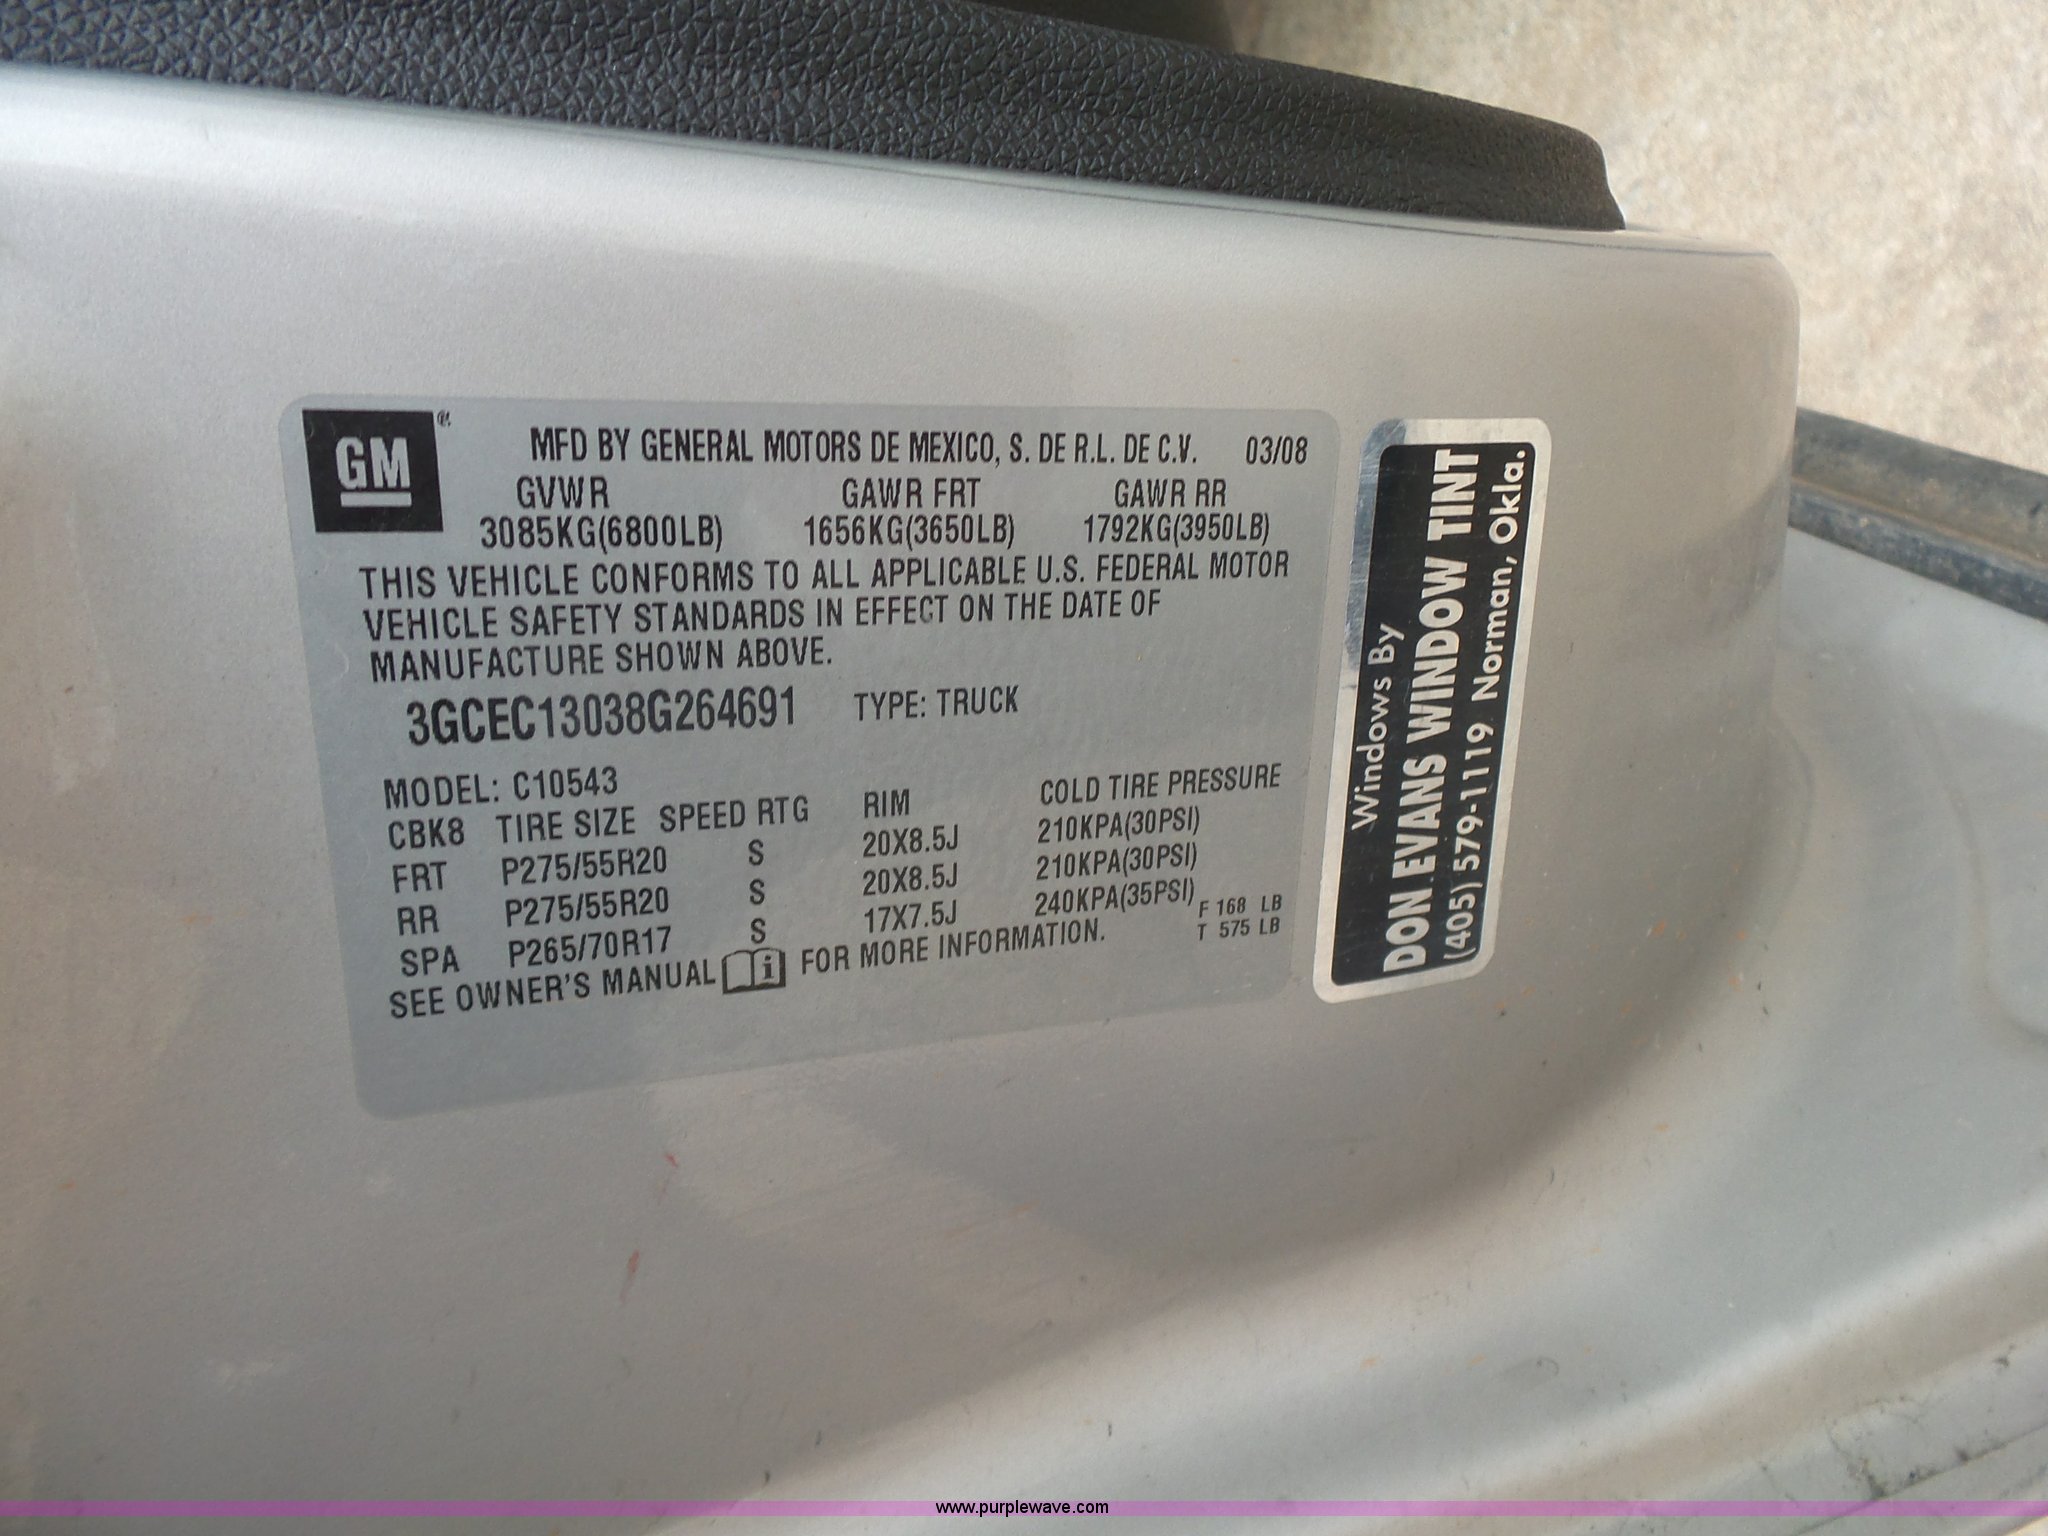 GM
MFD BY GENERAL MOTORS DE MEXICO, S. DE R.L. DE C.V. 03/08
GVWR GAWR FRT GAWR RR
3085KG(6800LB) 1656KG(3650LB) 1792KG(3950LB)
THIS VEHICLE CONFORMS TO ALL APPLICABLE U.S. FEDERAL MOTOR
VEHICLE SAFETY STANDARDS IN EFFECT ON THE DATE OF
MANUFACTURE SHOWN ABOVE.
3GCEC13038G264691 TYPE: TRUCK
MODEL: C10543
CBK8 TIRE SIZE SPEED RTG RIM COLD TIRE PRESSURE
FRT P275/55R20 S 20X8.5J 210KPA(30PSI)
RR P275/55R20 S 20X8.5J 210KPA(30PSI)
SPA P265/70R17 S 17X7.5J 240KPA(35PSI) F 168 LB
T 575 LB
SEE OWNER'S MANUAL FOR MORE INFORMATION.
Windows By
DON EVANS WINDOW TINT
(405) 579-1119 Norman, Okla.
www.purplewave.com